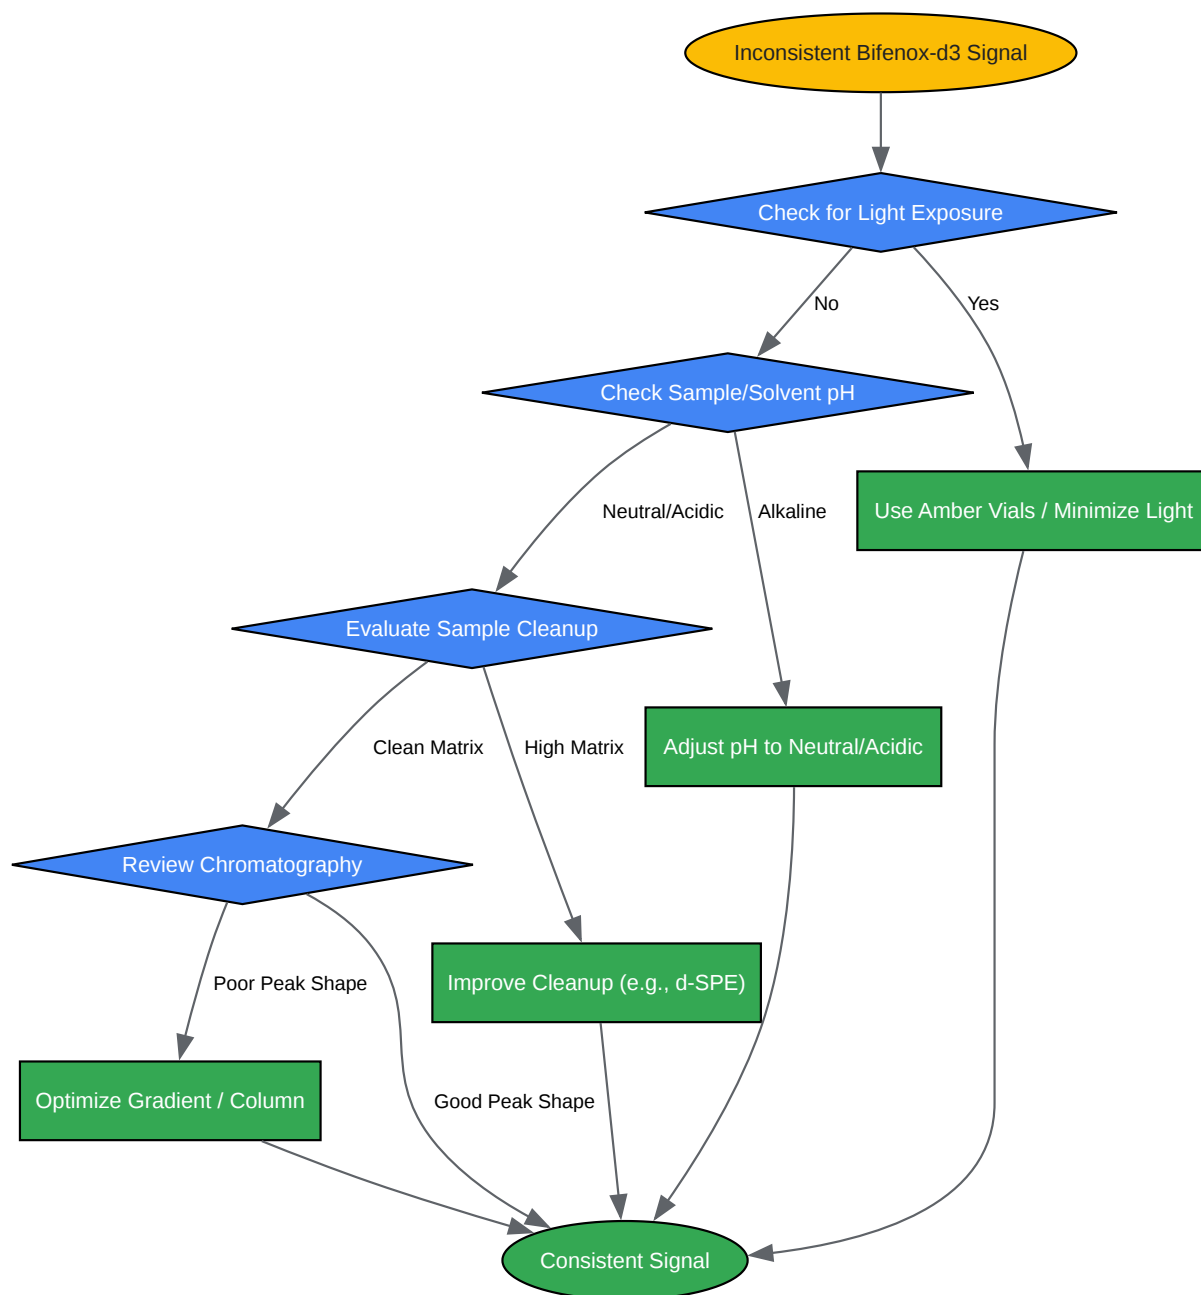 Inconsistent Bifenox-d3 Signal
Check for Light Exposure
No
Yes
Check Sample/Solvent pH
Neutral/Acidic
Alkaline
Use Amber Vials / Minimize Light
Evaluate Sample Cleanup
Clean Matrix
High Matrix
Adjust pH to Neutral/Acidic
Review Chromatography
Poor Peak Shape
Improve Cleanup (e.g., d-SPE)
Optimize Gradient / Column
Good Peak Shape
Consistent Signal